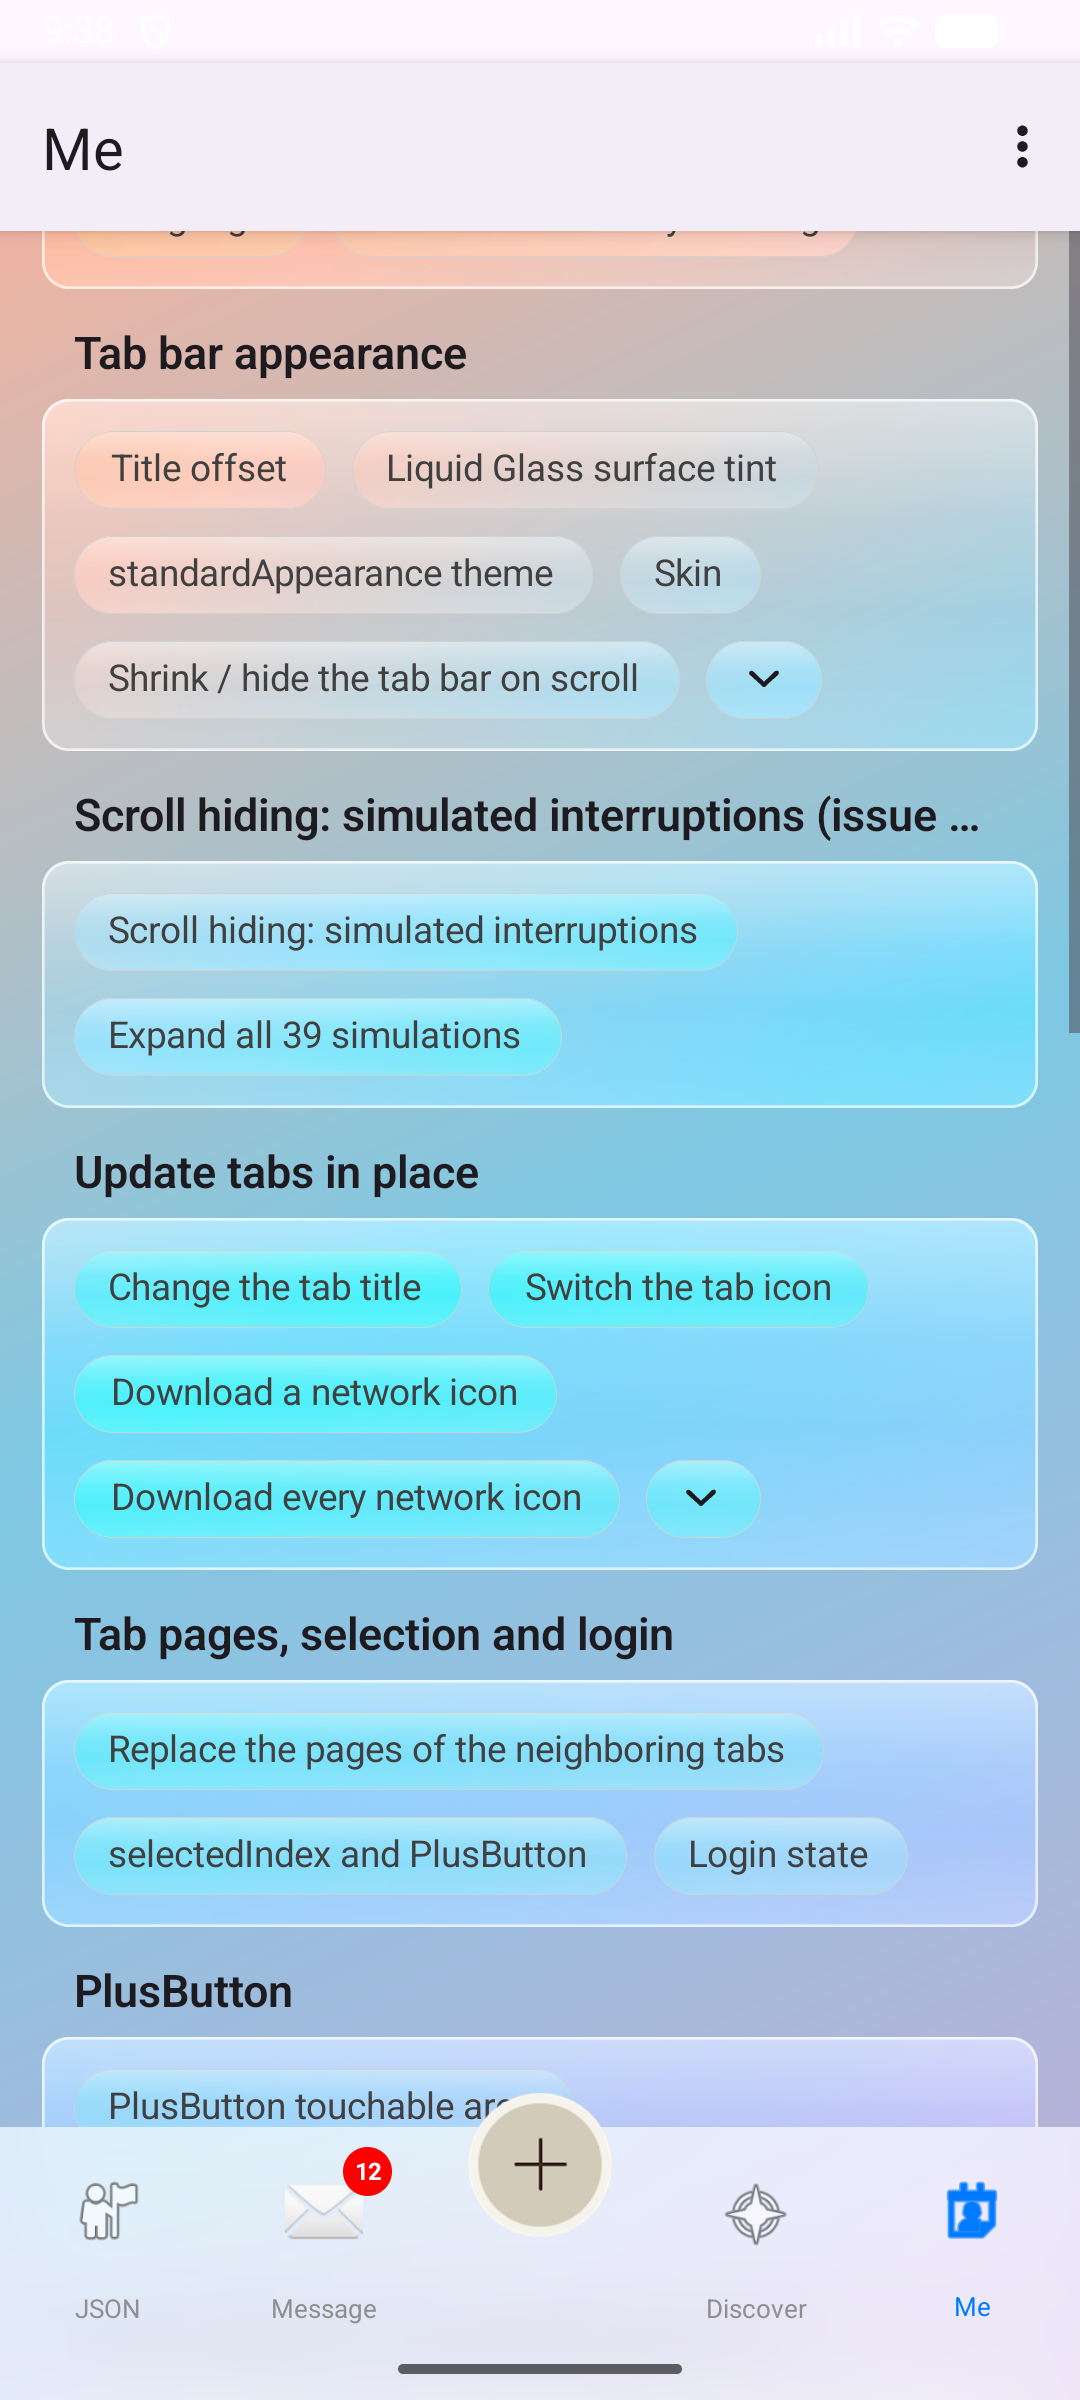 9:38
Me
Tab bar appearance
Title offset
Liquid Glass surface tint
standardAppearance theme
Skin
Shrink / hide the tab bar on scroll
Scroll hiding: simulated interruptions (issue ...
Scroll hiding: simulated interruptions
Expand all 39 simulations
Update tabs in place
Change the tab title
Switch the tab icon
Download a network icon
Download every network icon
Tab pages, selection and login
Replace the pages of the neighboring tabs
selectedIndex and PlusButton
Login state
PlusButton
PlusButton touchable
12
JSON
Message
Discover
Me